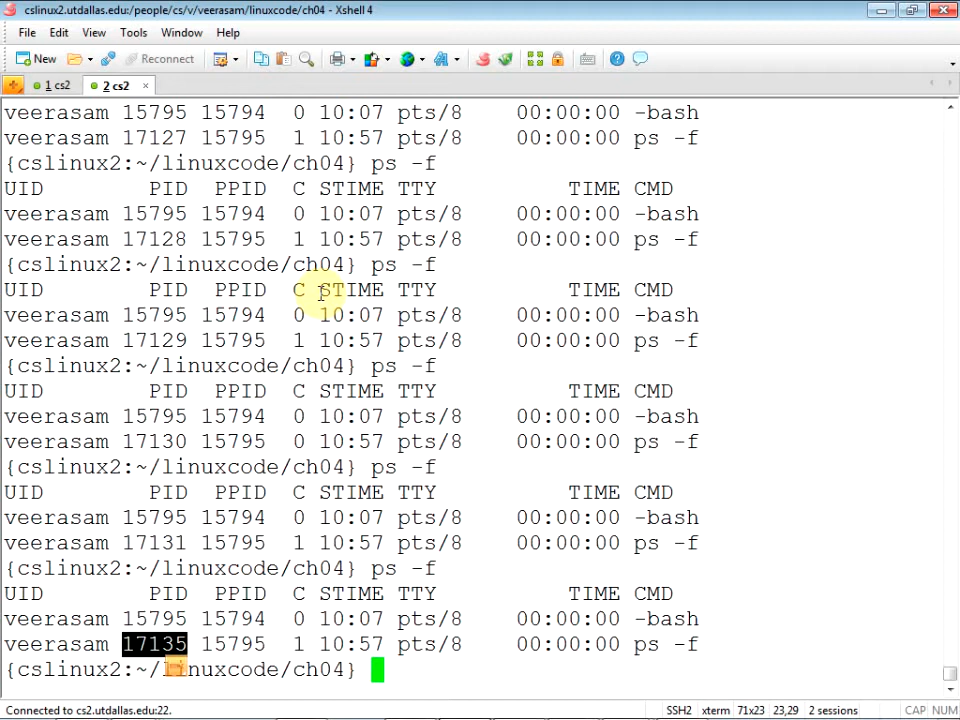 cslinux2.utdallas.edu:/people/cs/v/veerasam/linuxcode/ch04 - Xshell 4
File Edit View Tools Window Help
New Reconnect
1 cs2 2 cs2 ×
veerasam 15795 15794 0 10:07 pts/8 00:00:00 -bash
veerasam 17127 15795 1 10:57 pts/8 00:00:00 ps -f
{cslinux2:~/linuxcode/ch04} ps -f
UID PID PPID C STIME TTY TIME CMD
veerasam 15795 15794 0 10:07 pts/8 00:00:00 -bash
veerasam 17128 15795 1 10:57 pts/8 00:00:00 ps -f
{cslinux2:~/linuxcode/ch04} ps -f
UID PID PPID C STIME TTY TIME CMD
veerasam 15795 15794 0 10:07 pts/8 00:00:00 -bash
veerasam 17129 15795 1 10:57 pts/8 00:00:00 ps -f
{cslinux2:~/linuxcode/ch04} ps -f
UID PID PPID C STIME TTY TIME CMD
veerasam 15795 15794 0 10:07 pts/8 00:00:00 -bash
veerasam 17130 15795 1 10:57 pts/8 00:00:00 ps -f
{cslinux2:~/linuxcode/ch04} ps -f
UID PID PPID C STIME TTY TIME CMD
veerasam 15795 15794 0 10:07 pts/8 00:00:00 -bash
veerasam 17131 15795 1 10:57 pts/8 00:00:00 ps -f
{cslinux2:~/linuxcode/ch04} ps -f
UID PID PPID C STIME TTY TIME CMD
veerasam 15795 15794 0 10:07 pts/8 00:00:00 -bash
veerasam 17135 15795 1 10:57 pts/8 00:00:00 ps -f
{cslinux2:~/linuxcode/ch04}
Connected to cs2.utdallas.edu:22. SSH2 xterm 71x23 23,29 2 sessions CAP NUM